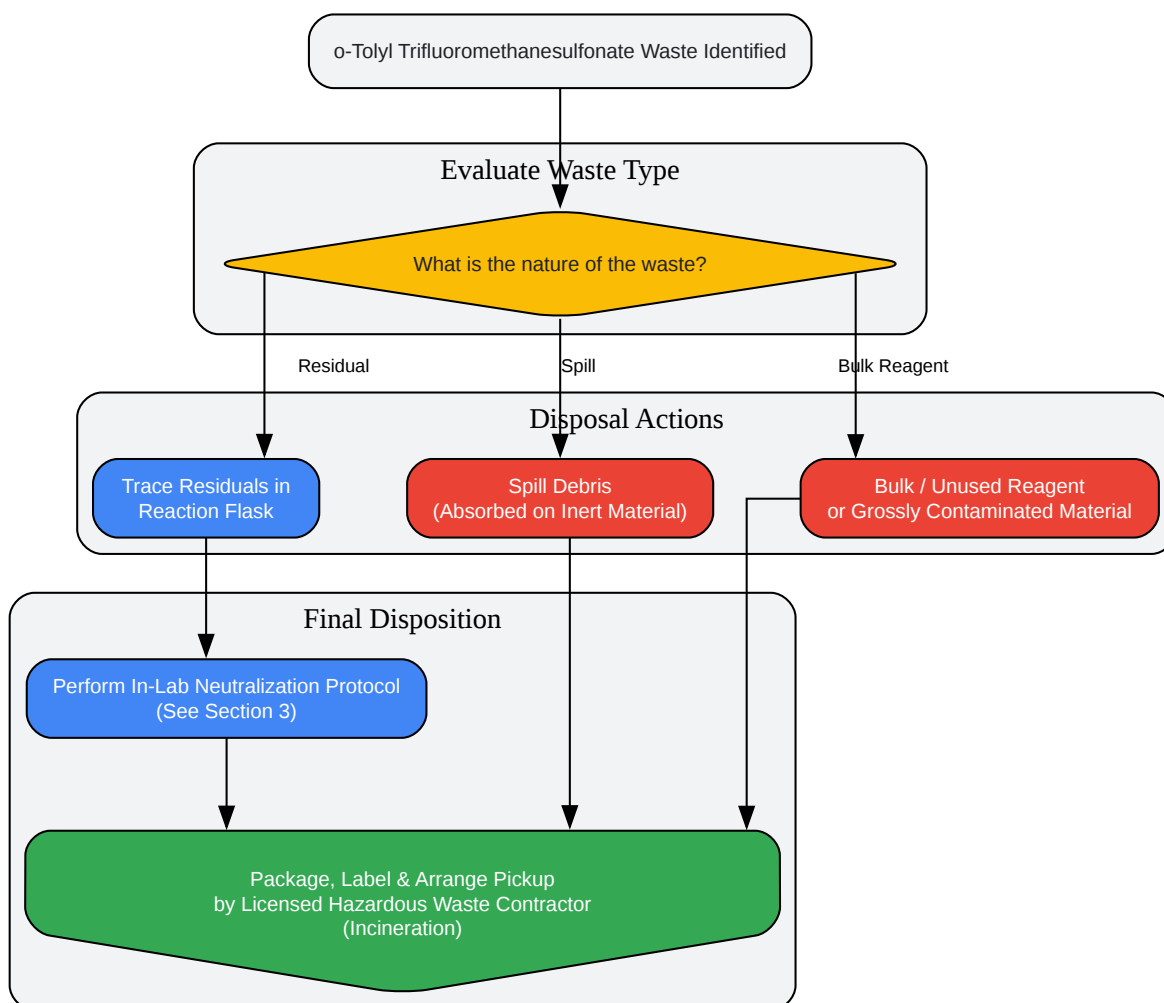 o-Tolyl Trifluoromethanesulfonate Waste Identified
Evaluate Waste Type
What is the nature of the waste?
Residual
Spill
Bulk Reagent
Disposal Actions
Trace Residuals in
Reaction Flask
Spill Debris
(Absorbed on Inert Material)
Bulk / Unused Reagent
or Grossly Contaminated Material
Final Disposition
Perform In-Lab Neutralization Protocol
(See Section 3)
Package, Label & Arrange Pickup
by Licensed Hazardous Waste Contractor
(Incineration)